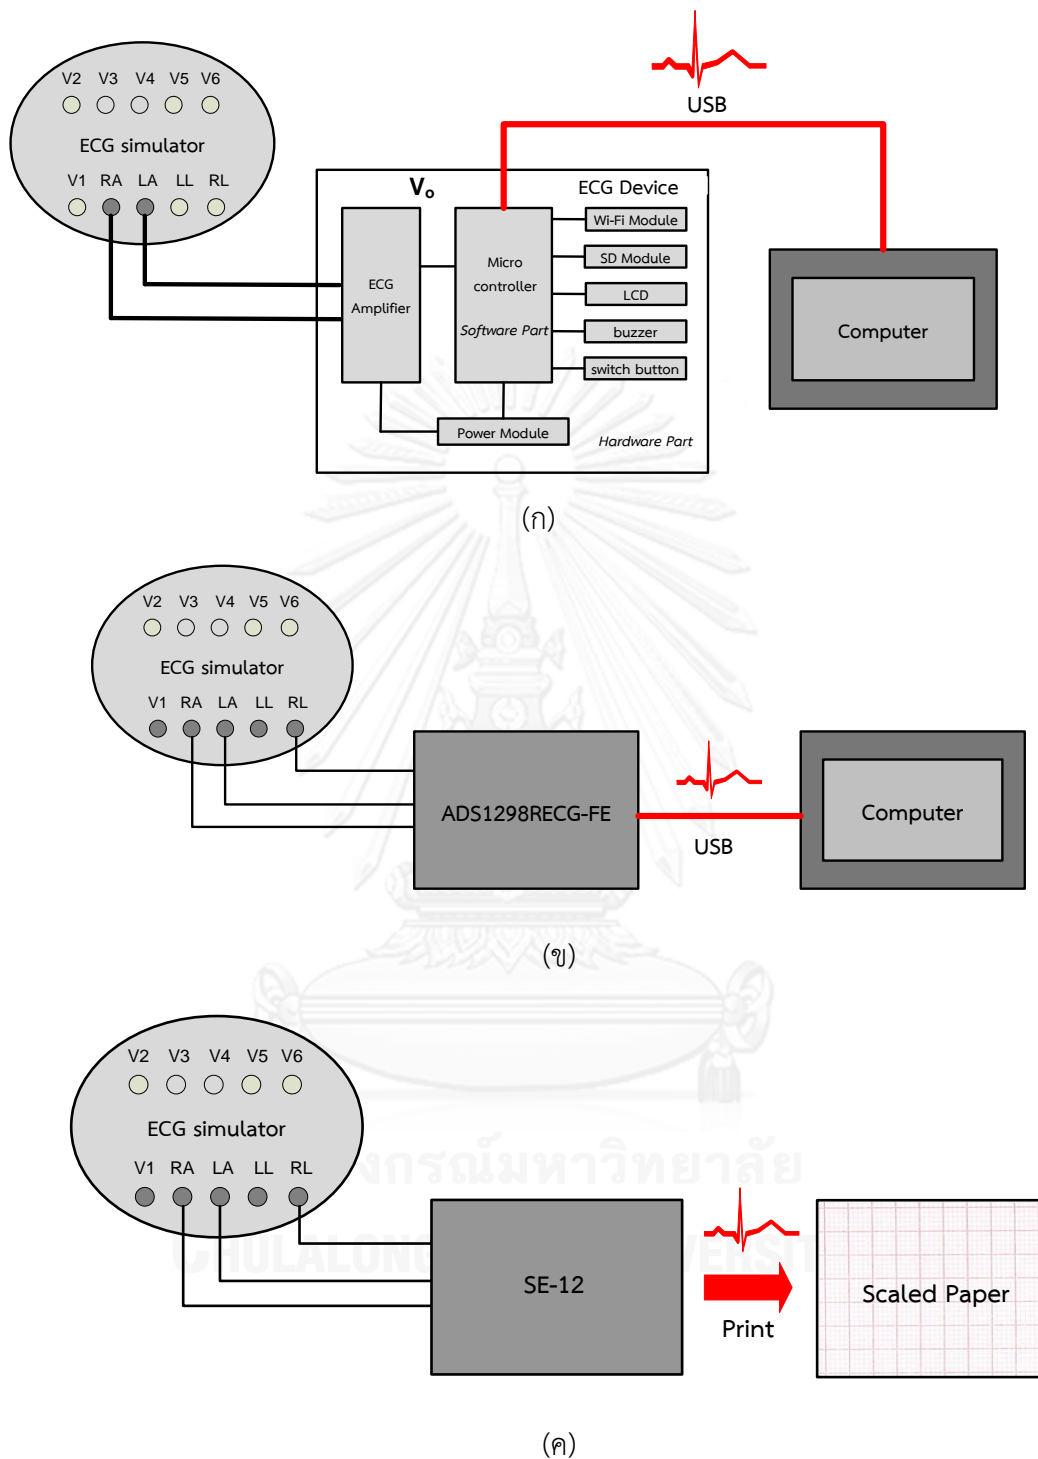 V2 V3 V4 V5 V6
ECG simulator
V1 RA LA LL RL
USB
Vo
ECG Device
ECG
Amplifier
Micro
controller
Software Part
Wi-Fi Module
SD Module
LCD
buzzer
switch button
Power Module
Hardware Part
Computer
(ก)
V2 V3 V4 V5 V6
ECG simulator
V1 RA LA LL RL
ADS1298RECG-FE
USB
Computer
(ข)
V2 V3 V4 V5 V6
ECG simulator
V1 RA LA LL RL
SE-12
Print
Scaled Paper
(ค)